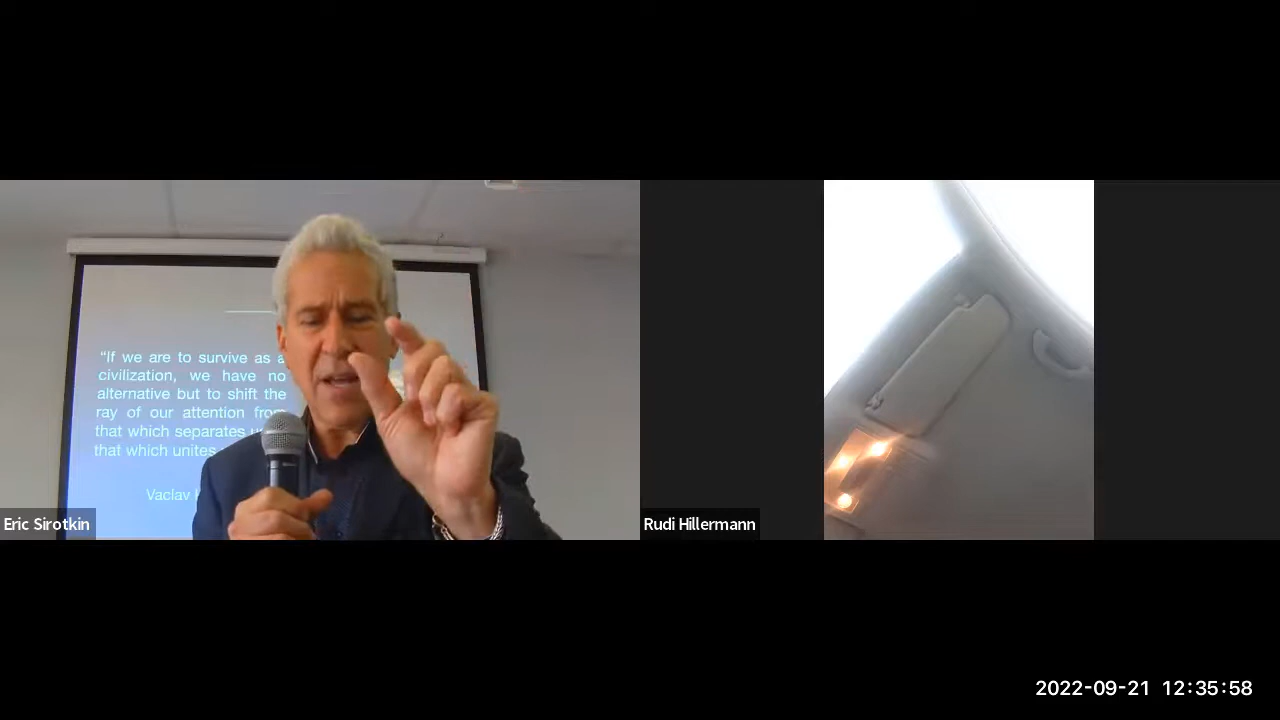 “If we are to survive as a
civilization, we have no
alternative but to shift the
ray of our attention from
that which separates
that which unites
Vaclav
Eric Sirotkin
Rudi Hillermann
2022-09-21 12:35:58